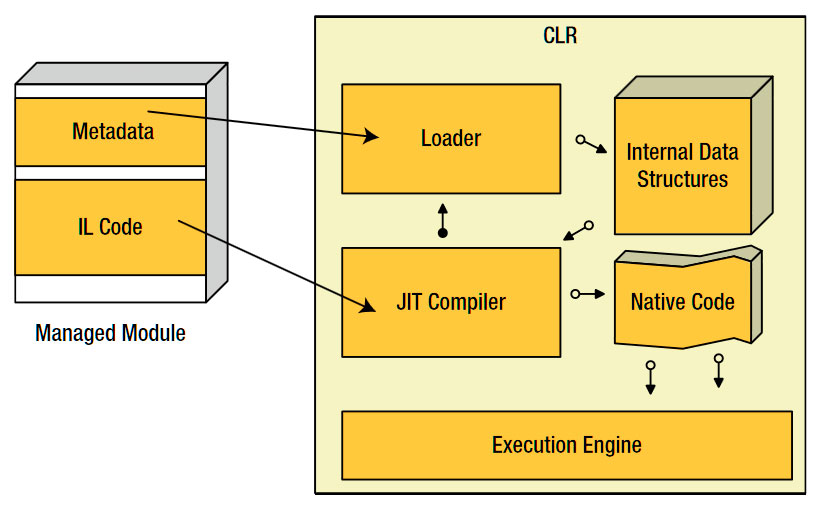 CLR
Metadata
Loader
Internal Data
Structures
IL Code
JIT Compiler
Native Code
Managed Module
Execution Engine